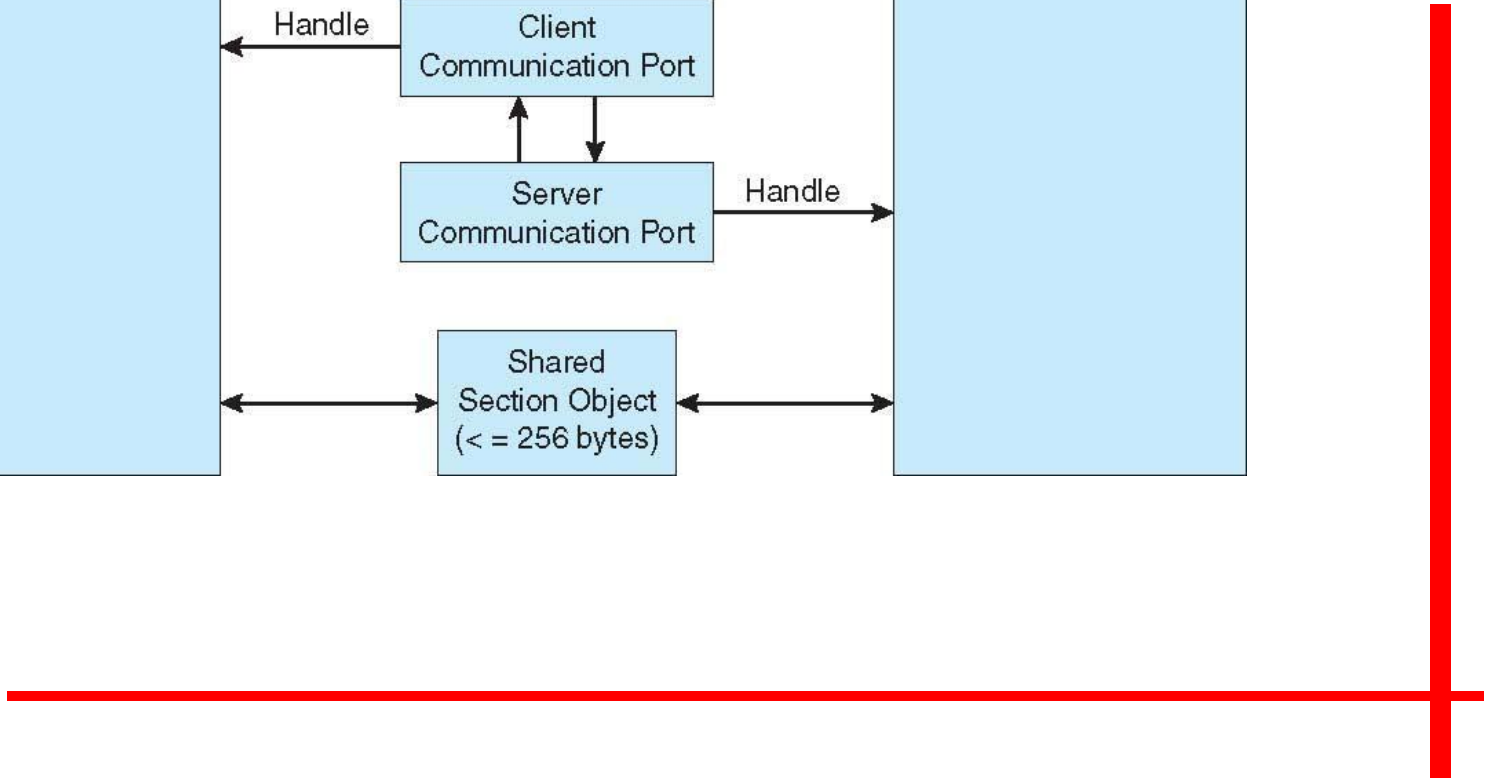 Handle
Client
Communication Port
Server
Communication Port
Handle
Shared
Section Object
(< = 256 bytes)